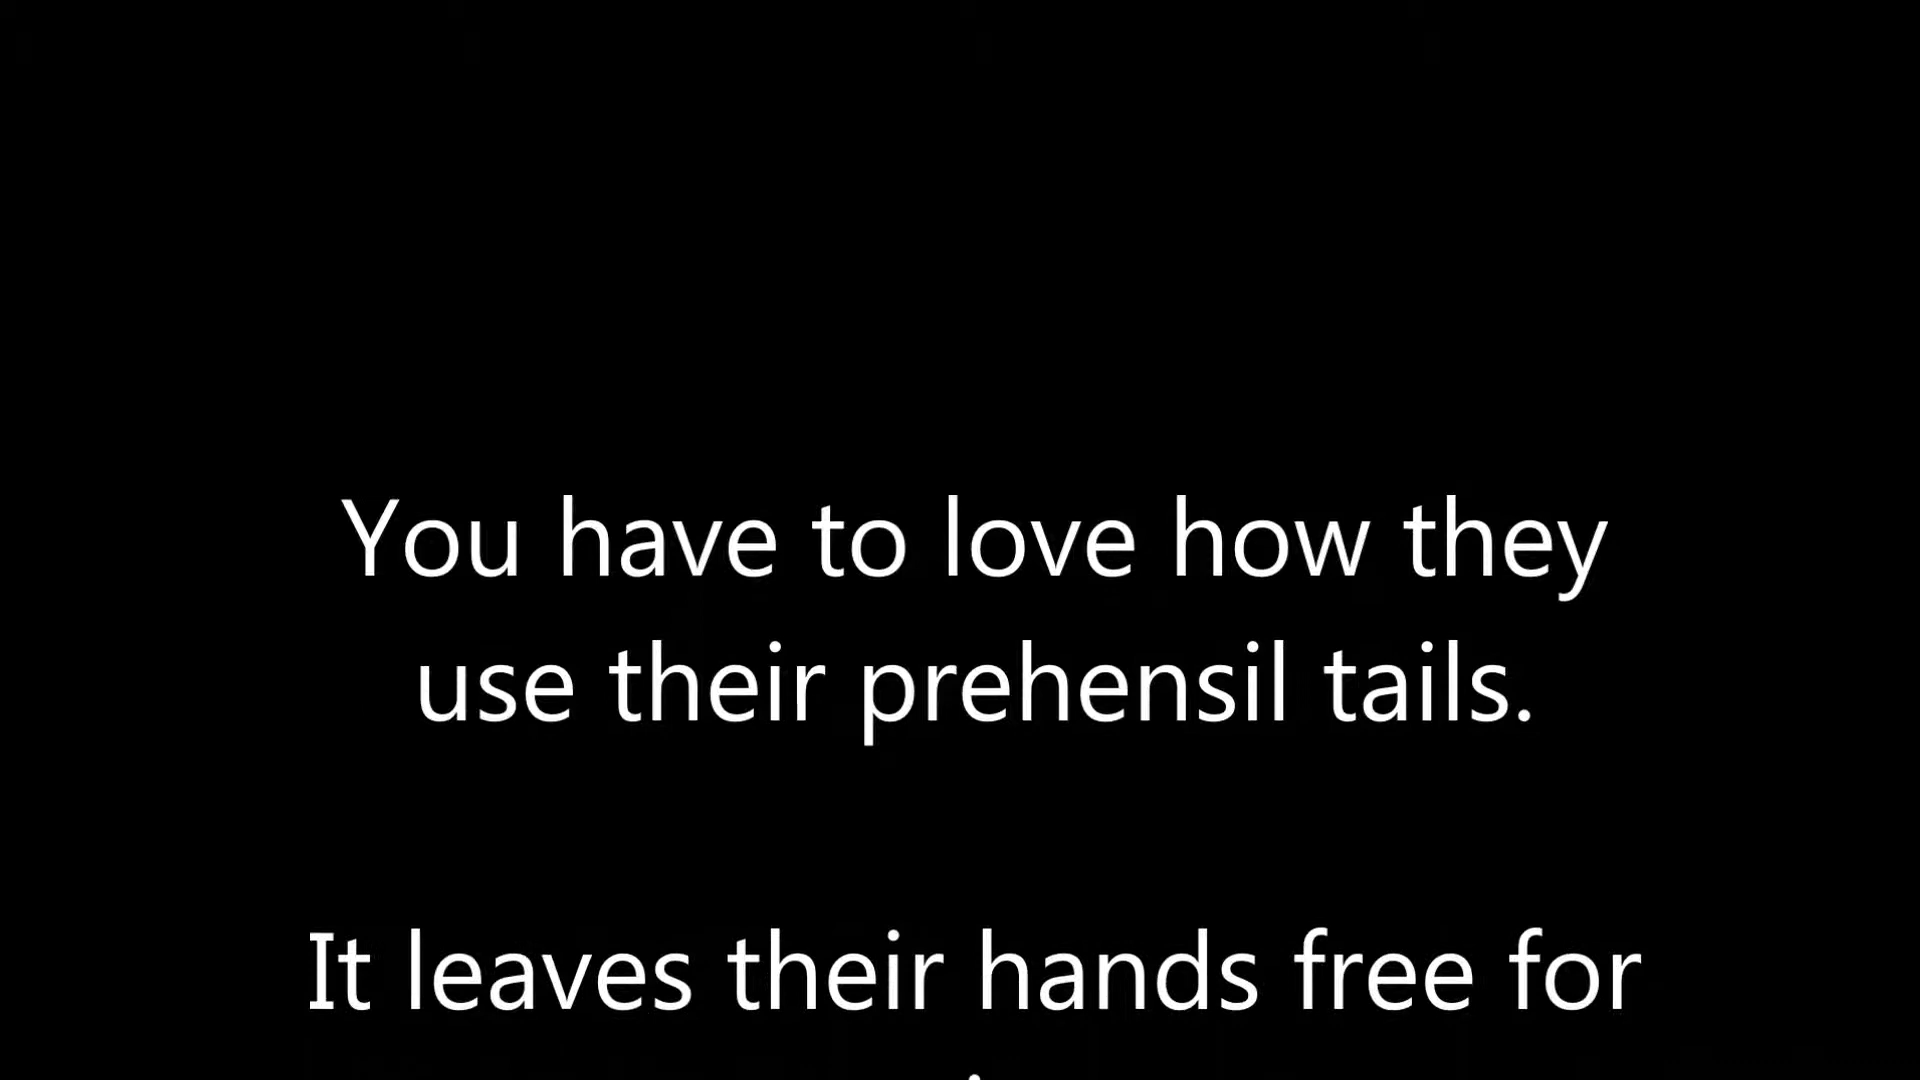 You have to love how they
use their prehensil tails.
It leaves their hands free for